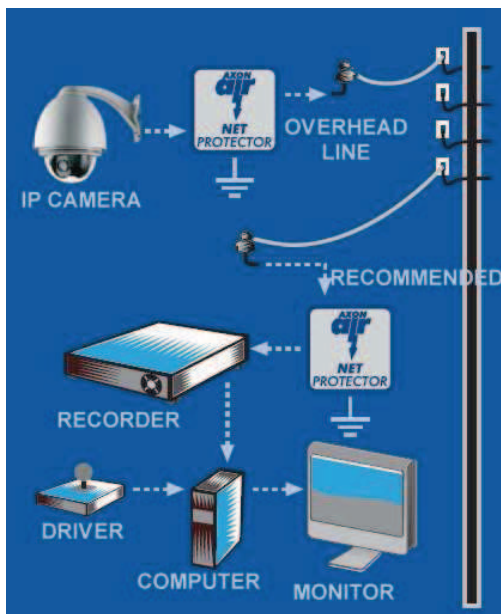 AXON
air
NET
PROTECTOR
OVERHEAD
LINE
IP CAMERA
RECOMMENDED
AXON
air
NET
PROTECTOR
RECORDER
DRIVER
COMPUTER
MONITOR